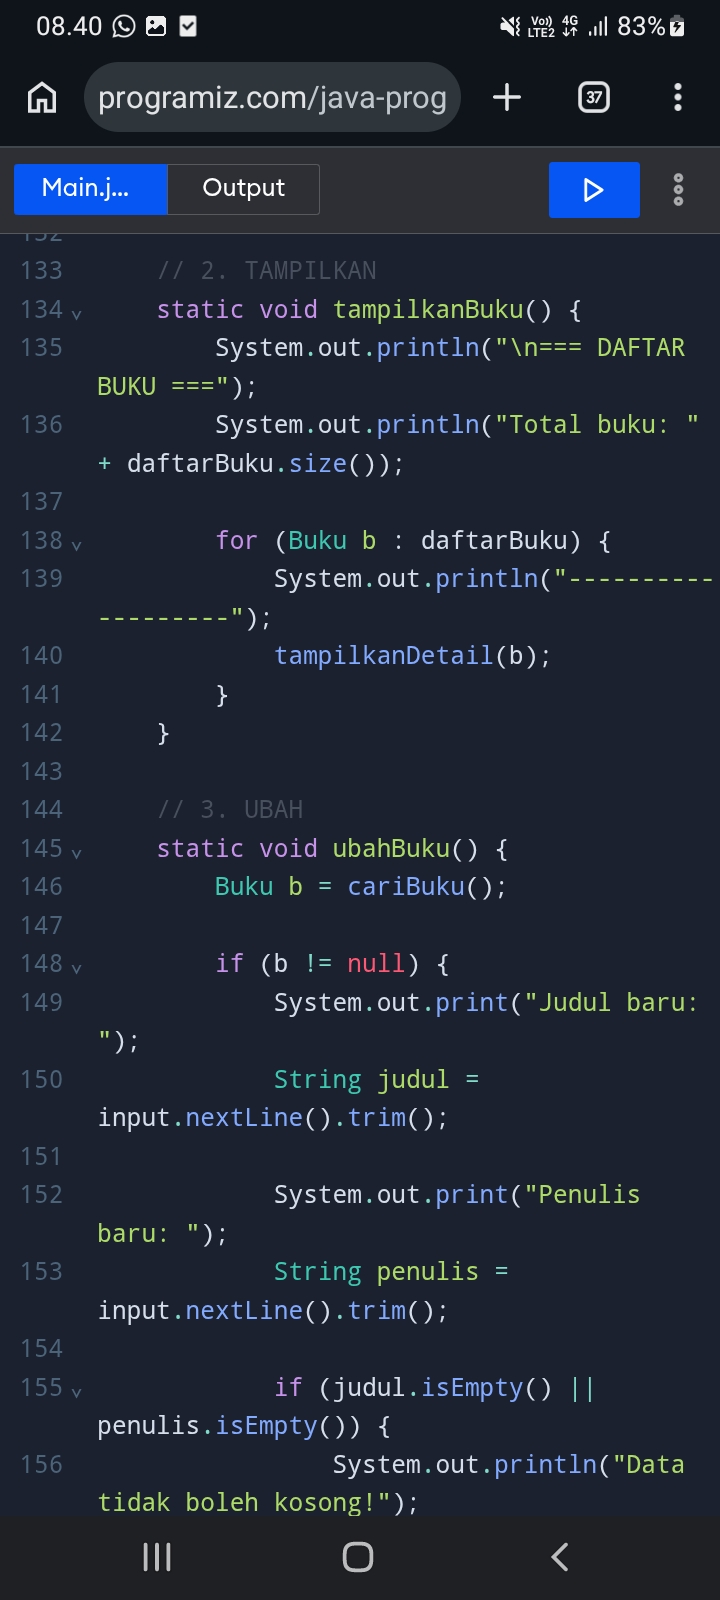 08.40 Vo)) LTE2 4G 83%
programiz.com/java-prog 37
Main.j... Output
132
133 // 2. TAMPILKAN
134 static void tampilkanBuku() {
135 System.out.println("\n=== DAFTAR
BUKU ===");
136 System.out.println("Total buku: "
+ daftarBuku.size());
137
138 for (Buku b : daftarBuku) {
139 System.out.println("----------
---------");
140 tampilkanDetail(b);
141 }
142 }
143
144 // 3. UBAH
145 static void ubahBuku() {
146 Buku b = cariBuku();
147
148 if (b != null) {
149 System.out.print("Judul baru:
");
150 String judul =
input.nextLine().trim();
151
152 System.out.print("Penulis
baru: ");
153 String penulis =
input.nextLine().trim();
154
155 if (judul.isEmpty() ||
penulis.isEmpty()) {
156 System.out.println("Data
tidak boleh kosong!");